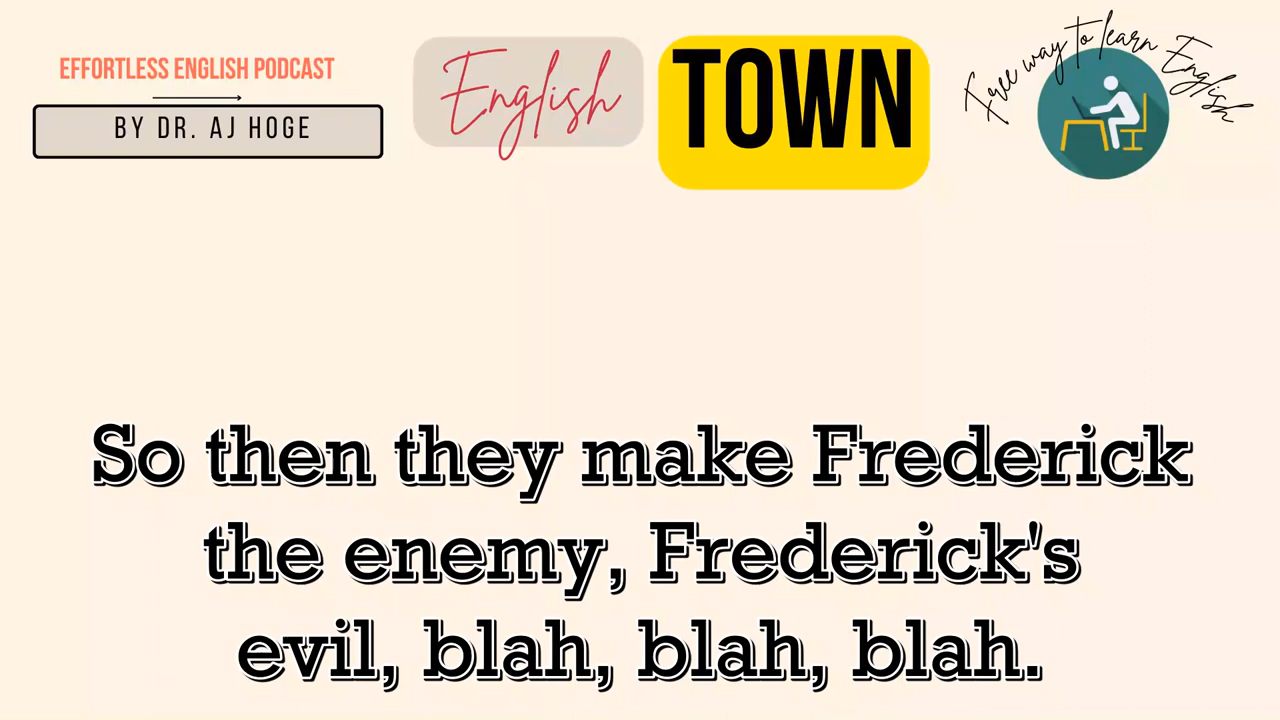 EFFORTLESS ENGLISH PODCAST
BY DR. AJ HOGE
English
TOWN
Free way to learn English
So then they make Frederick
the enemy, Frederick's
evil, blah, blah, blah.